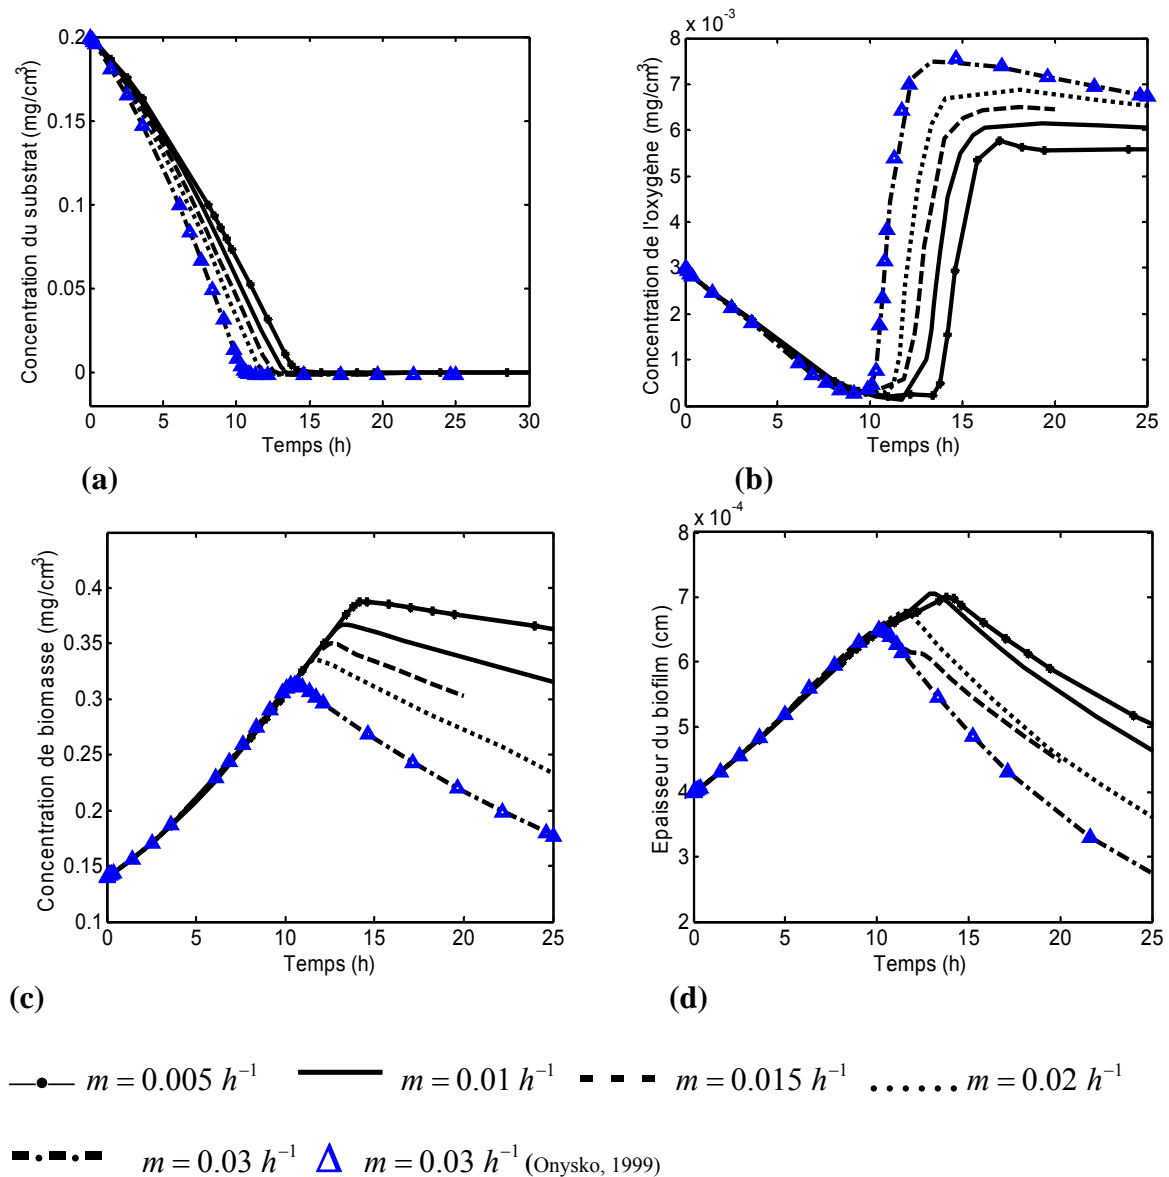 Concentration du substrat (mg/cm³)
0.2
0.15
0.1
0.05
0
0 5 10 15 20 25 30
Temps (h)
(a)
x 10⁻³
Concentration de l'oxygène (mg/cm³)
8
7
6
5
4
3
2
1
0
0 5 10 15 20 25
Temps (h)
(b)
Concentration de biomasse (mg/cm³)
0.4
0.35
0.3
0.25
0.2
0.15
0.1
0 5 10 15 20 25
Temps (h)
(c)
x 10⁻⁴
Epaisseur du biofilm (cm)
8
7
6
5
4
3
2
0 5 10 15 20 25
Temps (h)
(d)
m = 0.005 h⁻¹ m = 0.01 h⁻¹ m = 0.015 h⁻¹ m = 0.02 h⁻¹
m = 0.03 h⁻¹ m = 0.03 h⁻¹ (Onysko, 1999)